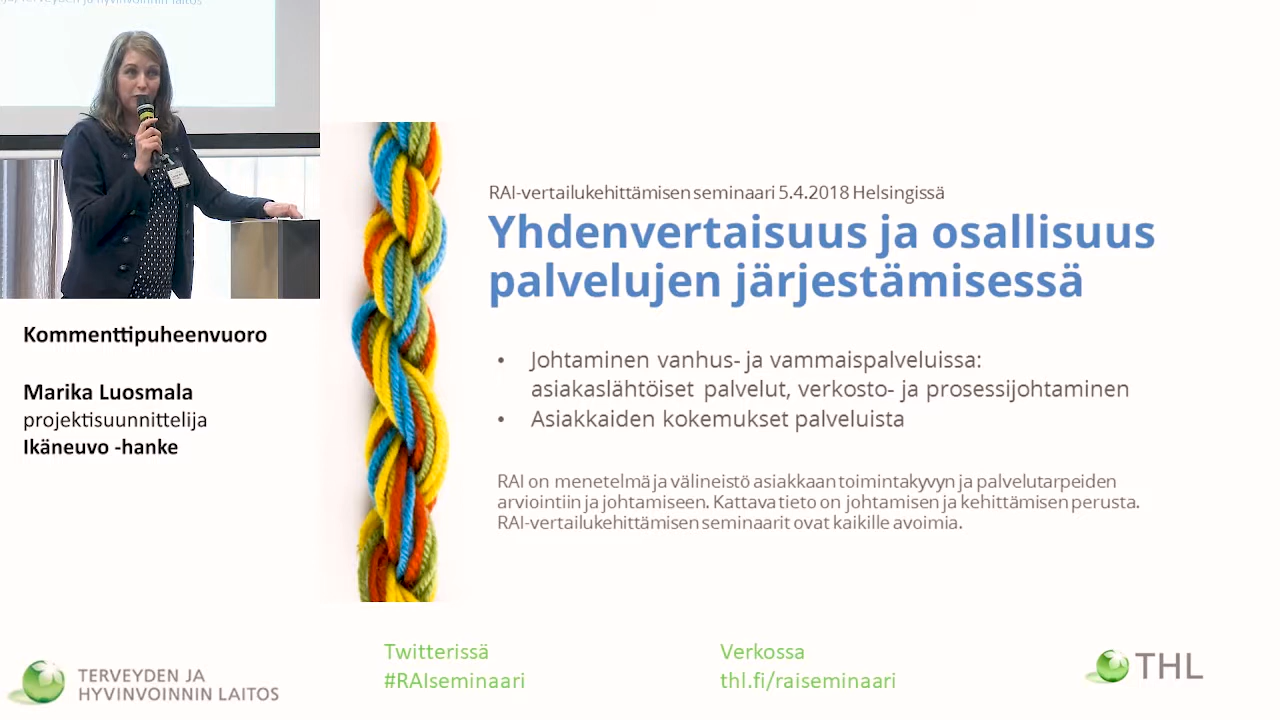 Kommenttipuheenvuoro
Marika Luosmala
projektisuunnittelija
Ikäneuvo -hanke
RAI-vertailukehittämisen seminaari 5.4.2018 Helsingissä
Yhdenvertaisuus ja osallisuus
palvelujen järjestämisessä
• Johtaminen vanhus- ja vammaispalveluissa:
asiakaslähtöiset palvelut, verkosto- ja prosessijohtaminen
• Asiakkaiden kokemukset palveluista
RAI on menetelmä ja välineistö asiakkaan toimintakyvyn ja palvelutarpeiden
arviointiin ja johtamiseen. Kattava tieto on johtamisen ja kehittämisen perusta.
RAI-vertailukehittämisen seminaarit ovat kaikille avoimia.
TERVEYDEN JA
HYVINVOINNIN LAITOS
Twitterissä
#RAIseminaari
Verkossa
thl.fi/raiseminaari
THL